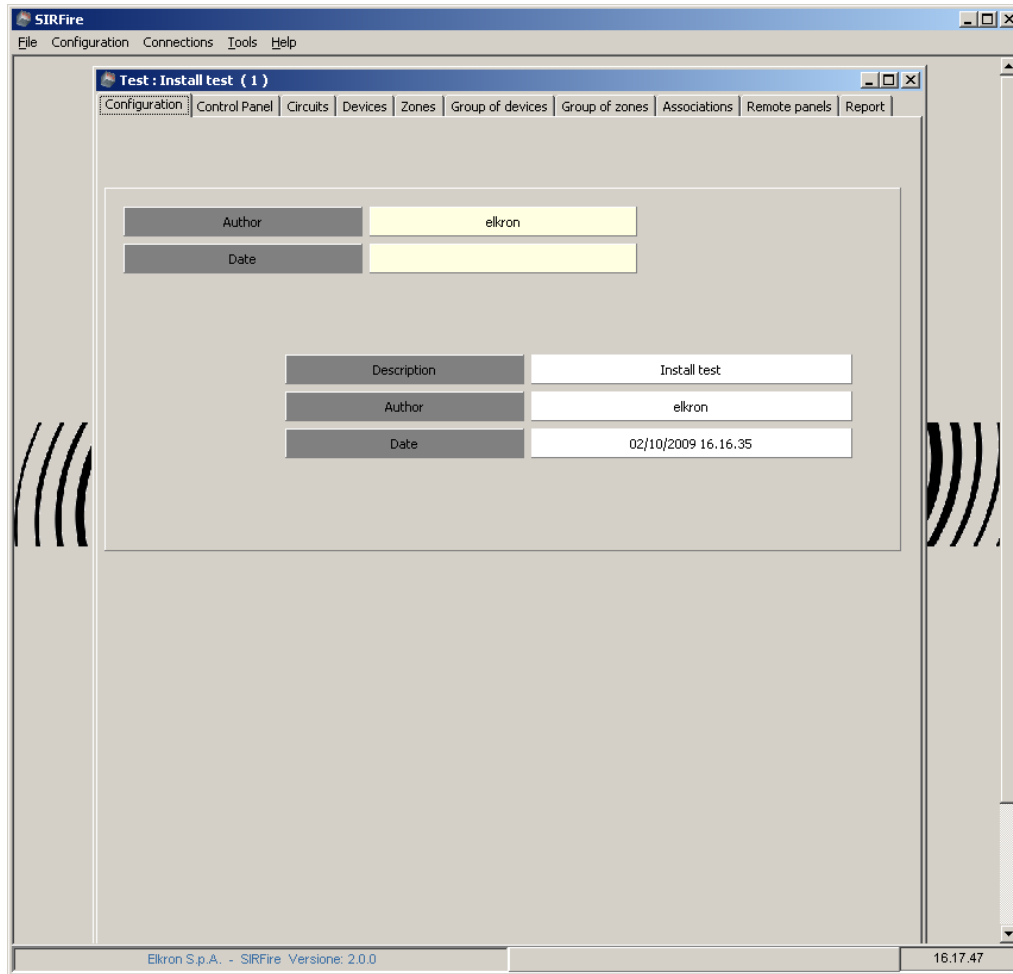 SIRFire
File Configuration Connections Tools Help
Test : Install test ( 1 )
Configuration Control Panel Circuits Devices Zones Group of devices Group of zones Associations Remote panels Report
Author elkron
Date
Description Install test
Author elkron
Date 02/10/2009 16.16.35
Elkron S.p.A. - SIRFire Versione: 2.0.0 16.17.47